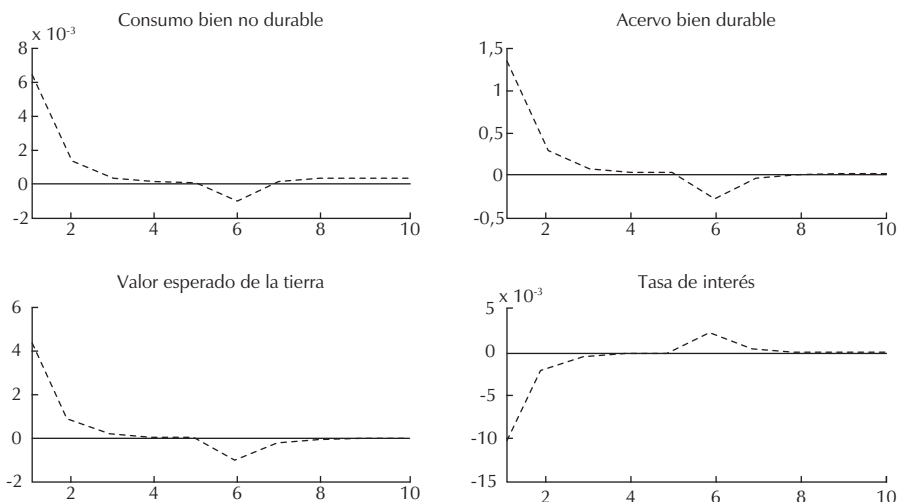 Consumo bien no durable
x 10-3
8
6
4
2
0
-2
2 4 6 8 10
Acervo bien durable
1,5
1
0,5
0
-0,5
2 4 6 8 10
Valor esperado de la tierra
6
4
2
0
-2
2 4 6 8 10
Tasa de interés
x 10-3
5
0
-5
-10
-15
2 4 6 8 10